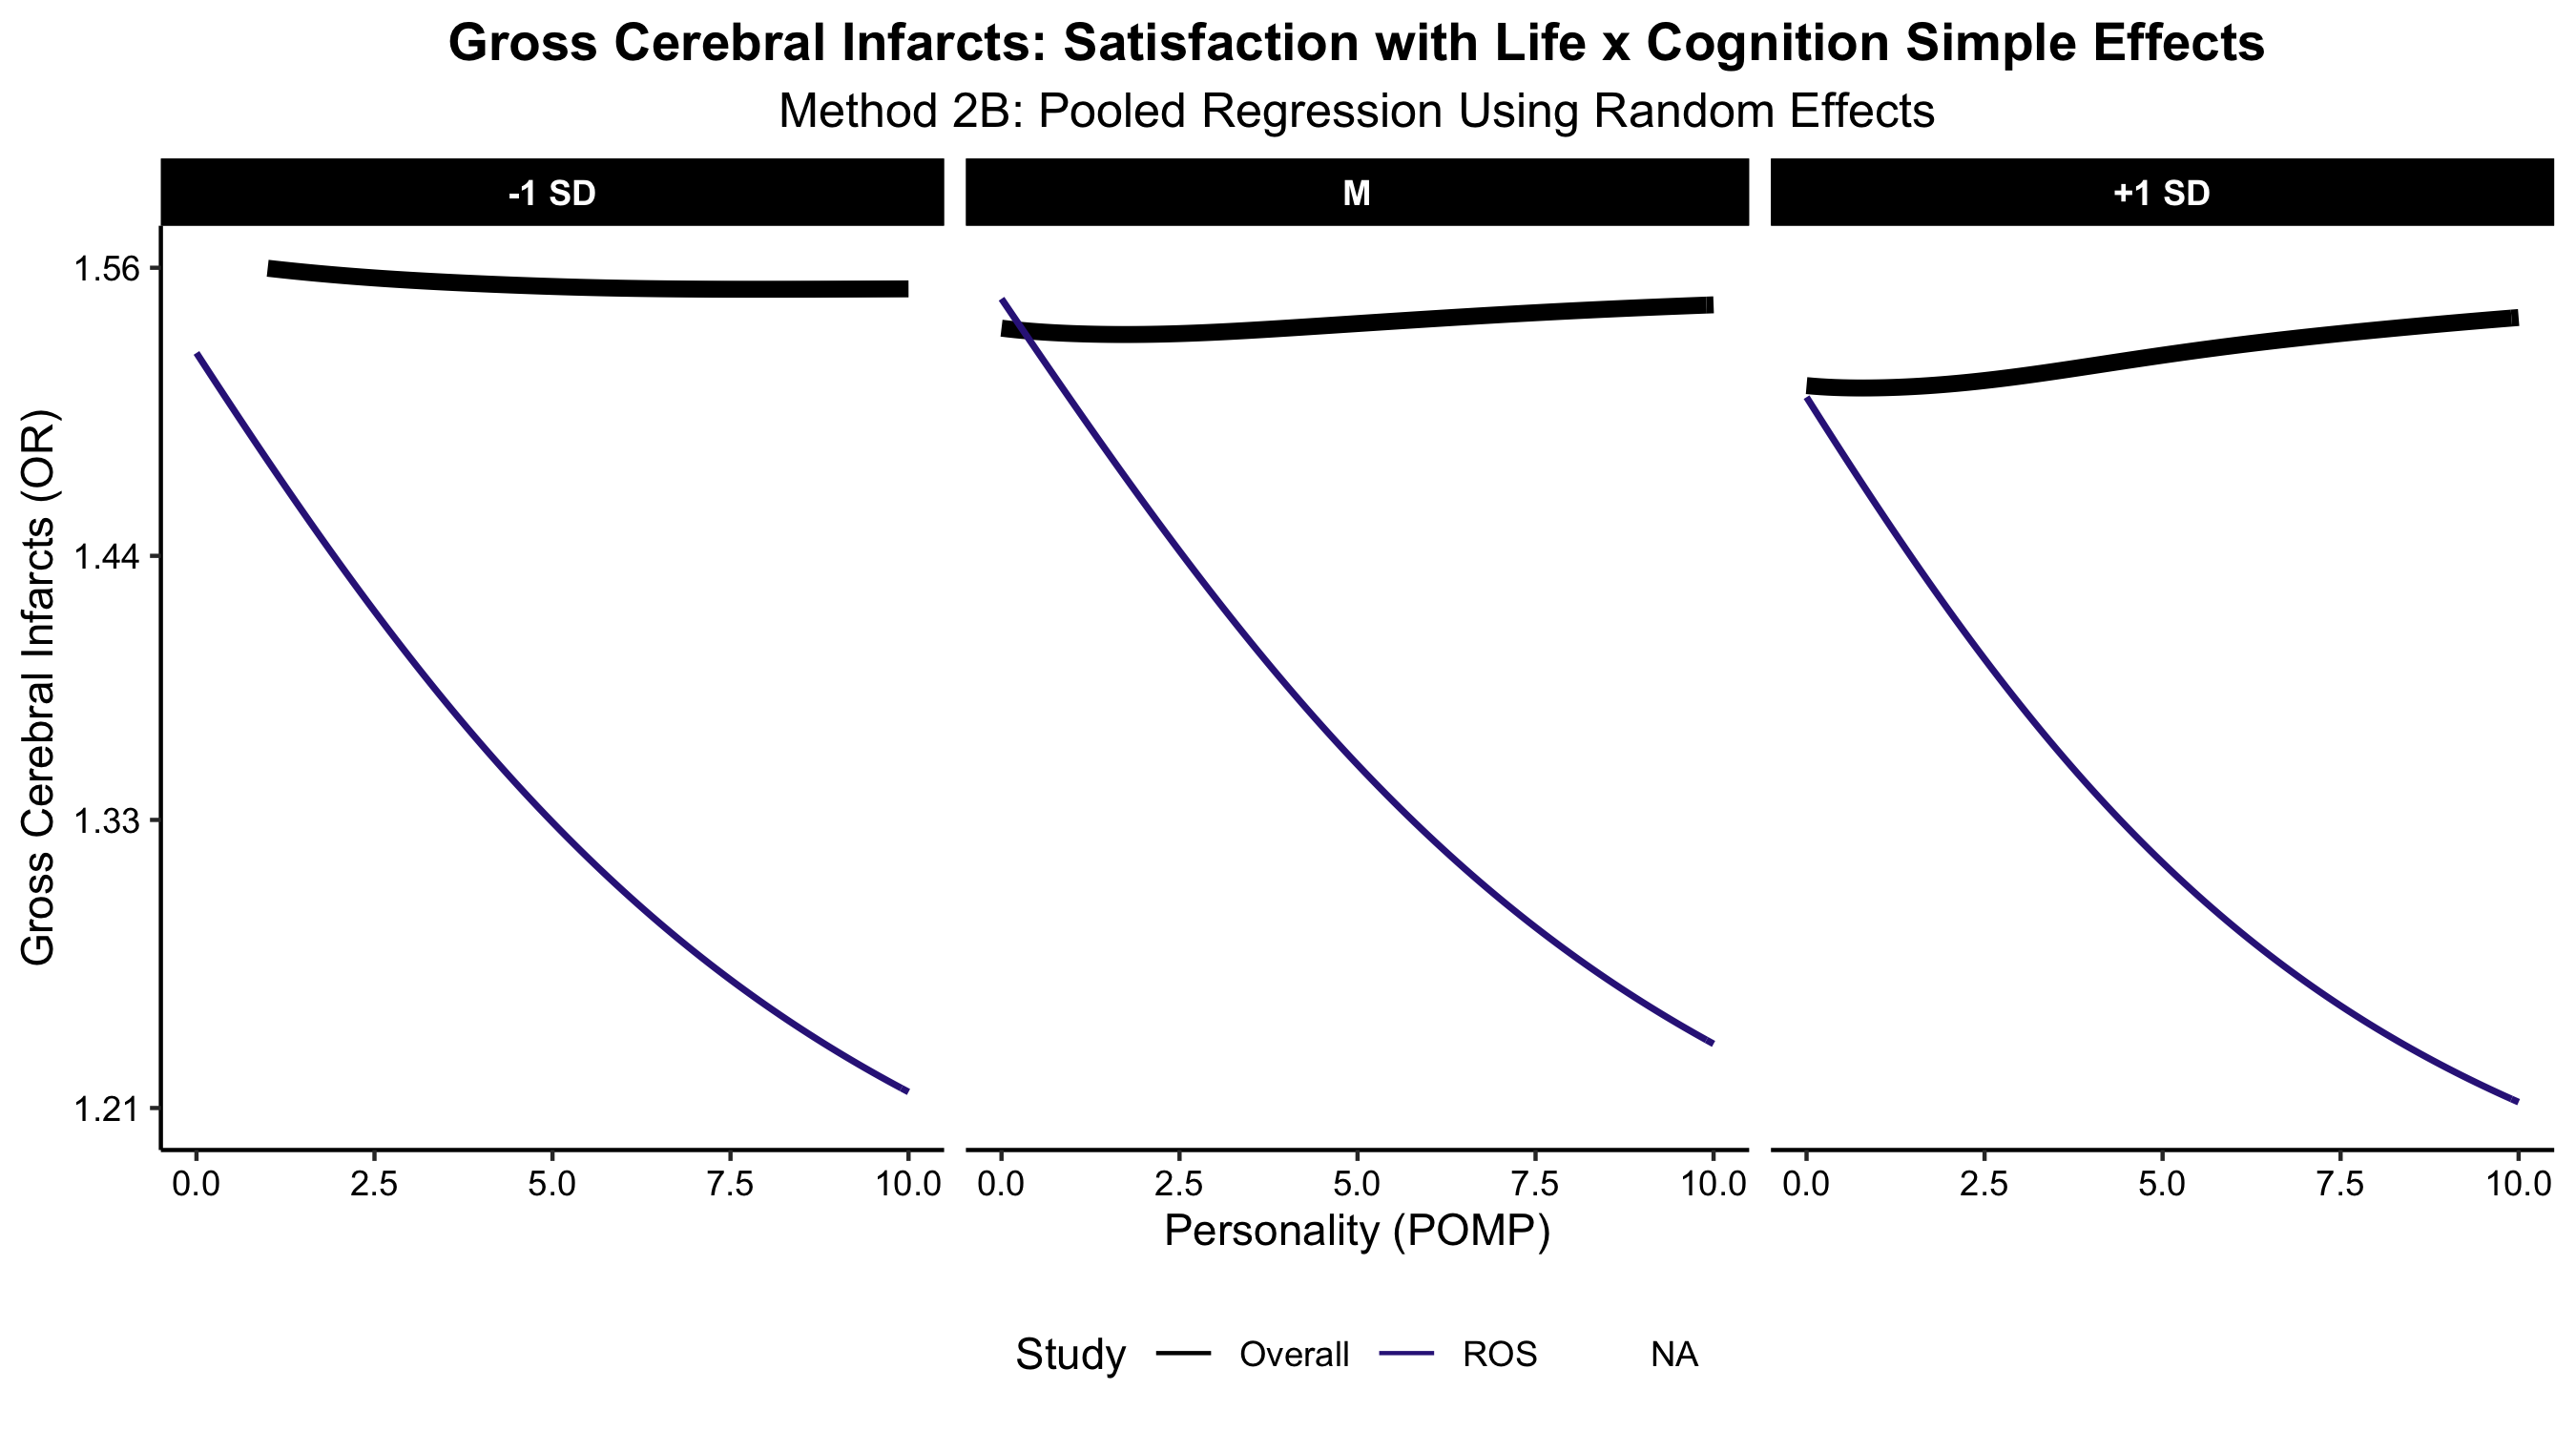 Gross Cerebral Infarcts: Satisfaction with Life x Cognition Simple Effects
Method 2B: Pooled Regression Using Random Effects
-1 SD M +1 SD
Gross Cerebral Infarcts (OR)
1.56
1.44
1.33
1.21
0.0 2.5 5.0 7.5 10.0 0.0 2.5 5.0 7.5 10.0 0.0 2.5 5.0 7.5 10.0
Personality (POMP)
Study Overall ROS NA